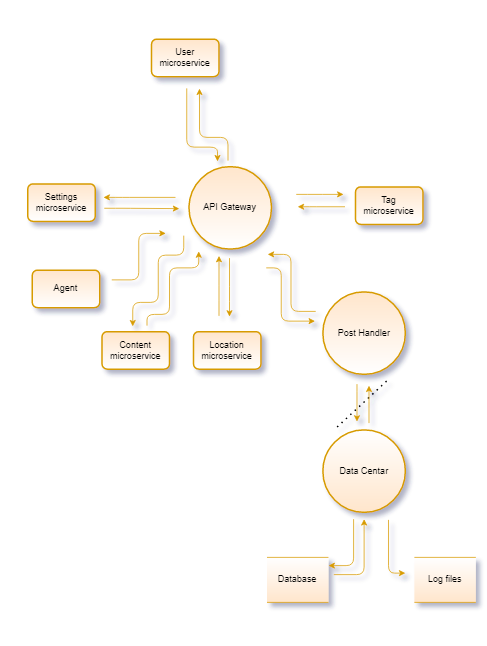 User
microservice
Settings
microservice
API Gateway
Tag
microservice
Agent
Content
microservice
Location
microservice
Post Handler
Data Centar
Database
Log files